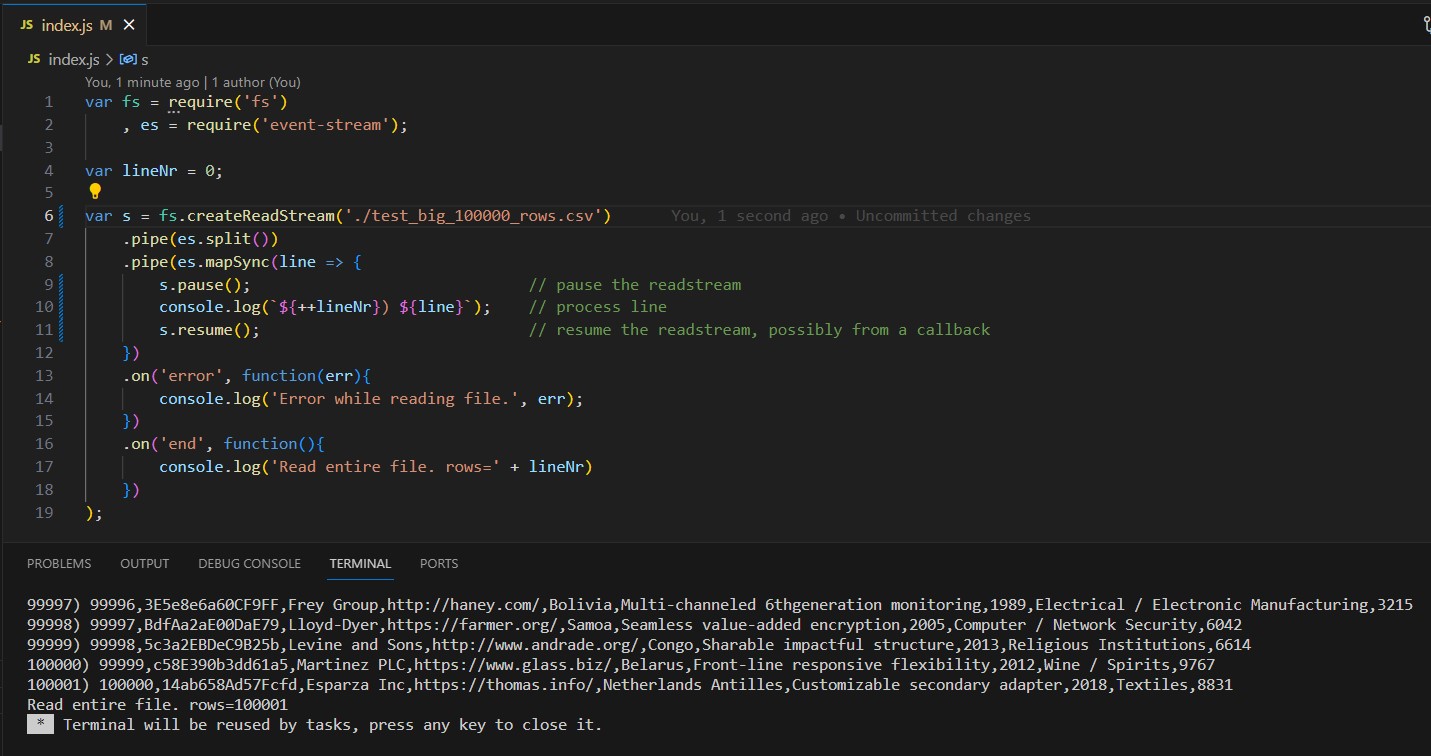 JS index.js M ×
JS index.js > s
You, 1 minute ago | 1 author (You)
1 var fs = require('fs')
2 , es = require('event-stream');
3
4 var lineNr = 0;
5
6 var s = fs.createReadStream('./test_big_100000_rows.csv') You, 1 second ago • Uncommitted changes
7 .pipe(es.split())
8 .pipe(es.mapSync(line => {
9 s.pause(); // pause the readstream
10 console.log(`${++lineNr}) ${line}`); // process line
11 s.resume(); // resume the readstream, possibly from a callback
12 })
13 .on('error', function(err){
14 console.log('Error while reading file.', err);
15 })
16 .on('end', function(){
17 console.log('Read entire file. rows=' + lineNr)
18 })
19 );
PROBLEMS OUTPUT DEBUG CONSOLE TERMINAL PORTS
99997) 99996,3E5e8e6a60CF9FF,Frey Group,http://haney.com/,Bolivia,Multi-channeled 6thgeneration monitoring,1989,Electrical / Electronic Manufacturing,3215
99998) 99997,BdfAa2aE00DaE79,Lloyd-Dyer,https://farmer.org/,Samoa,Seamless value-added encryption,2005,Computer / Network Security,6042
99999) 99998,5c3a2EBDeC9B25b,Levine and Sons,http://www.andrade.org/,Congo,Sharable impactful structure,2013,Religious Institutions,6614
100000) 99999,c58E390b3dd61a5,Martinez PLC,https://www.glass.biz/,Belarus,Front-line responsive flexibility,2012,Wine / Spirits,9767
100001) 100000,14ab658Ad57Fcfd,Esparza Inc,https://thomas.info/,Netherlands Antilles,Customizable secondary adapter,2018,Textiles,8831
Read entire file. rows=100001
* Terminal will be reused by tasks, press any key to close it.